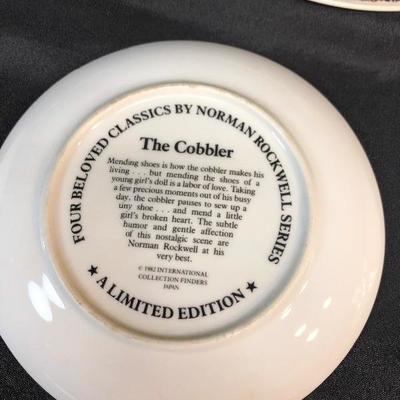 FOUR BELOVED CLASSICS BY NORMAN ROCKWELL SERIES
The Cobbler
Mending shoes is how the cobbler makes his
living . . . but mending the shoes of a
young girl's doll is a labor of love. Taking
a few precious moments out of his busy
day, the cobbler pauses to sew up a
tiny shoe . . . and mend a little
girl's broken heart. The subtle
humor and gentle affection
of this nostalgic scene are
Norman Rockwell at his
very best.
© 1982 INTERNATIONAL
COLLECTION FINDERS
JAPAN
★ A LIMITED EDITION ★